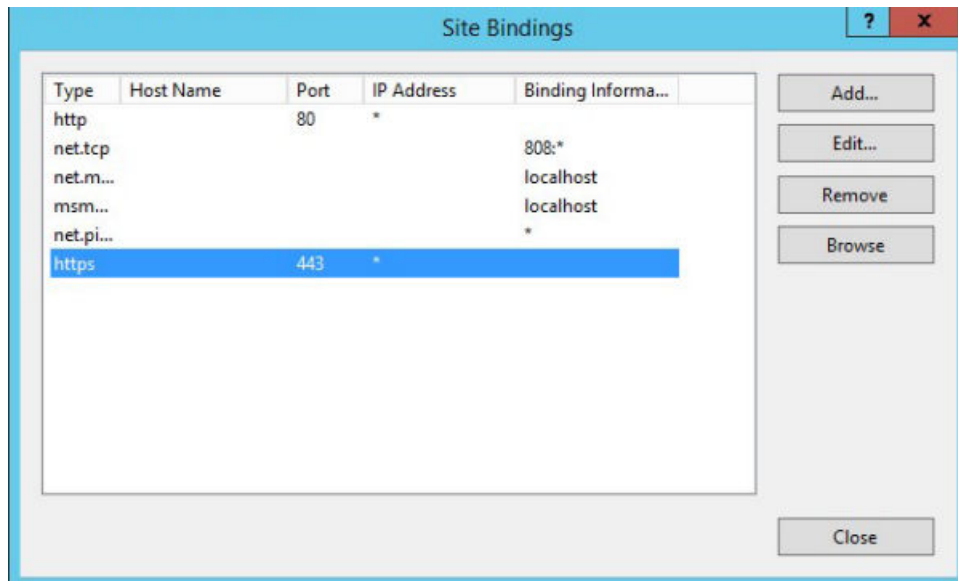 Site Bindings
? x
Type Host Name Port IP Address Binding Informa...
http 80 *
net.tcp 808:*
net.m... localhost
msm... localhost
net.pi... *
https 443 *
Add...
Edit...
Remove
Browse
Close